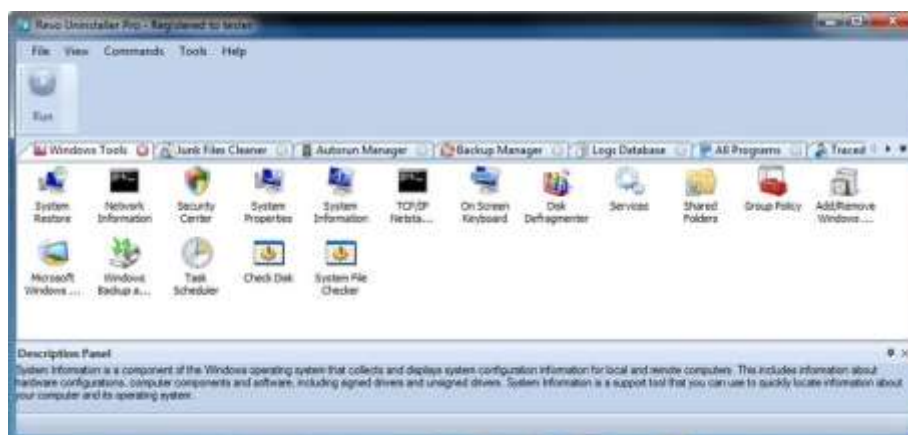 Revo Uninstaller Pro - Registered to tester
File View Commands Tools Help
Run
Windows Tools Junk Files Cleaner Autorun Manager Backup Manager Logs Database All Programs Traced
System Restore
Network Information
Security Center
System Properties
System Information
TCP/IP Netsta...
On Screen Keyboard
Disk Defragmenter
Services
Shared Folders
Group Policy
Add/Remove Windows ...
Microsoft Windows ...
Windows Backup a...
Task Scheduler
Check Disk
System File Checker
Description Panel
System Information is a component of the Windows operating system that collects and displays system configuration information for local and remote computers. This includes information about
hardware configurations, computer components and software, including signed drivers and unsigned drivers. System Information is a support tool that you can use to quickly locate information about
your computer and its operating system.